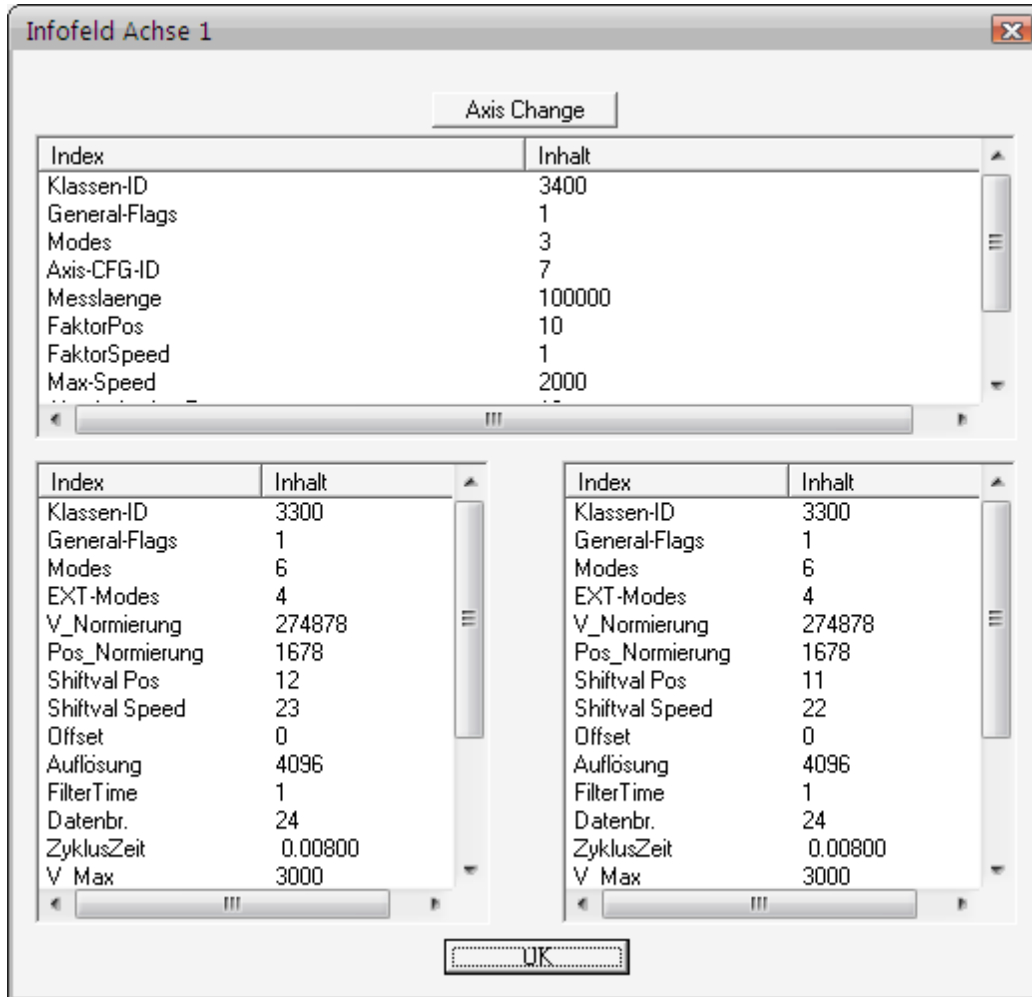 Infofeld Achse 1
Axis Change
Index Inhalt
Klassen-ID 3400
General-Flags 1
Modes 3
Axis-CFG-ID 7
Messlaenge 100000
FaktorPos 10
FaktorSpeed 1
Max-Speed 2000
Index Inhalt
Klassen-ID 3300
General-Flags 1
Modes 6
EXT-Modes 4
V_Normierung 274878
Pos_Normierung 1678
Shiftval Pos 12
Shiftval Speed 23
Offset 0
Auflösung 4096
FilterTime 1
Datenbr. 24
ZyklusZeit 0.00800
V_Max 3000
Index Inhalt
Klassen-ID 3300
General-Flags 1
Modes 6
EXT-Modes 4
V_Normierung 274878
Pos_Normierung 1678
Shiftval Pos 11
Shiftval Speed 22
Offset 0
Auflösung 4096
FilterTime 1
Datenbr. 24
ZyklusZeit 0.00800
V_Max 3000
OK